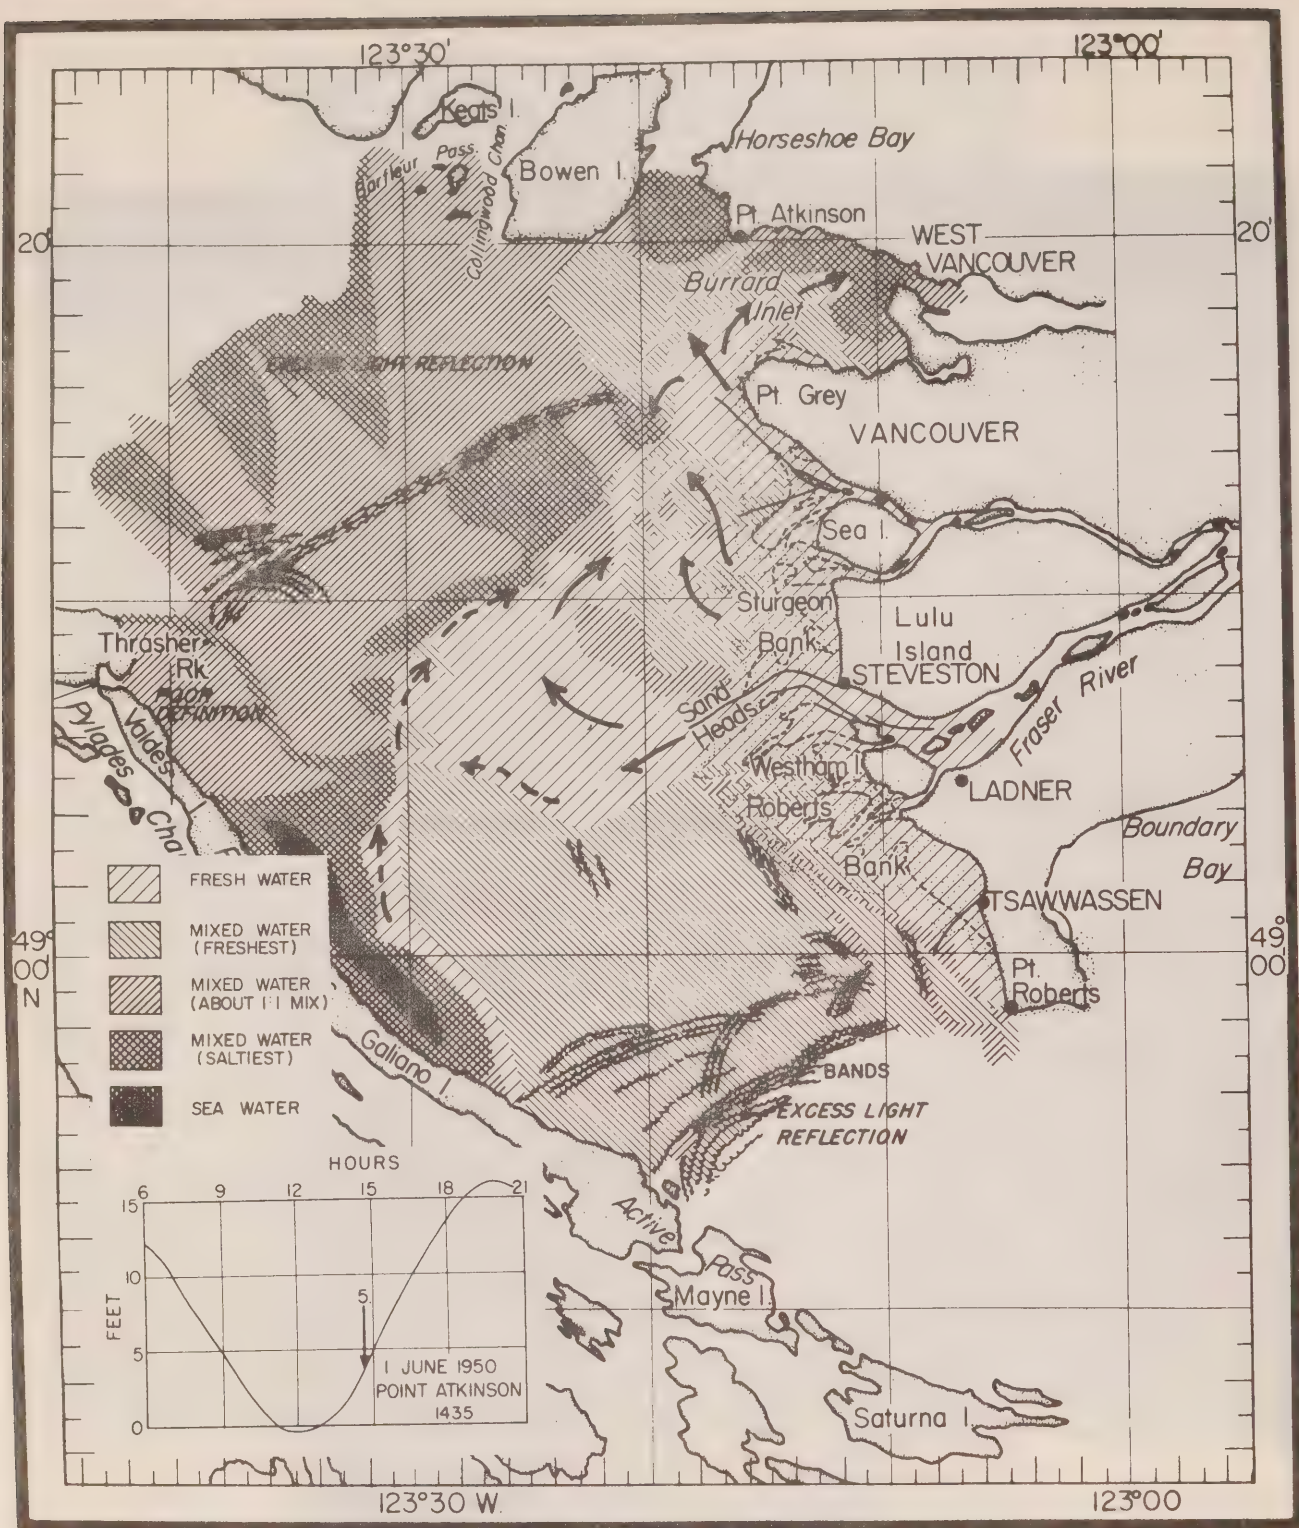 123°30'
123°00'
Keats I.
Horseshoe Bay
Barfleur Pass.
Collingwood Chan.
Bowen I.
Pt. Atkinson
20'
20'
WEST
VANCOUVER
Burrard
Inlet
EXCESS LIGHT REFLECTION
Pt. Grey
VANCOUVER
Sea I.
Sturgeon
Bank
Lulu
Island
Thrasher
Rk.
STEVESTON
POOR
DEFINITION
Sand
Heads
Fraser River
Pylades
Chan
Valdes I.
Westham I.
LADNER
Roberts
Bank
Boundary
Bay
TSAWWASSEN
FRESH WATER
MIXED WATER
(FRESHEST)
MIXED WATER
(ABOUT 1:1 MIX)
MIXED WATER
(SALTIEST)
SEA WATER
49°
00'
N
49°
00'
Pt.
Roberts
Galiano I.
BANDS
EXCESS LIGHT
REFLECTION
HOURS
6 9 12 15 18 21
15
10
5
0
FEET
5.
1 JUNE 1950
POINT ATKINSON
1435
Active
Pass
Mayne I.
Saturna I.
123°30 W.
123°00